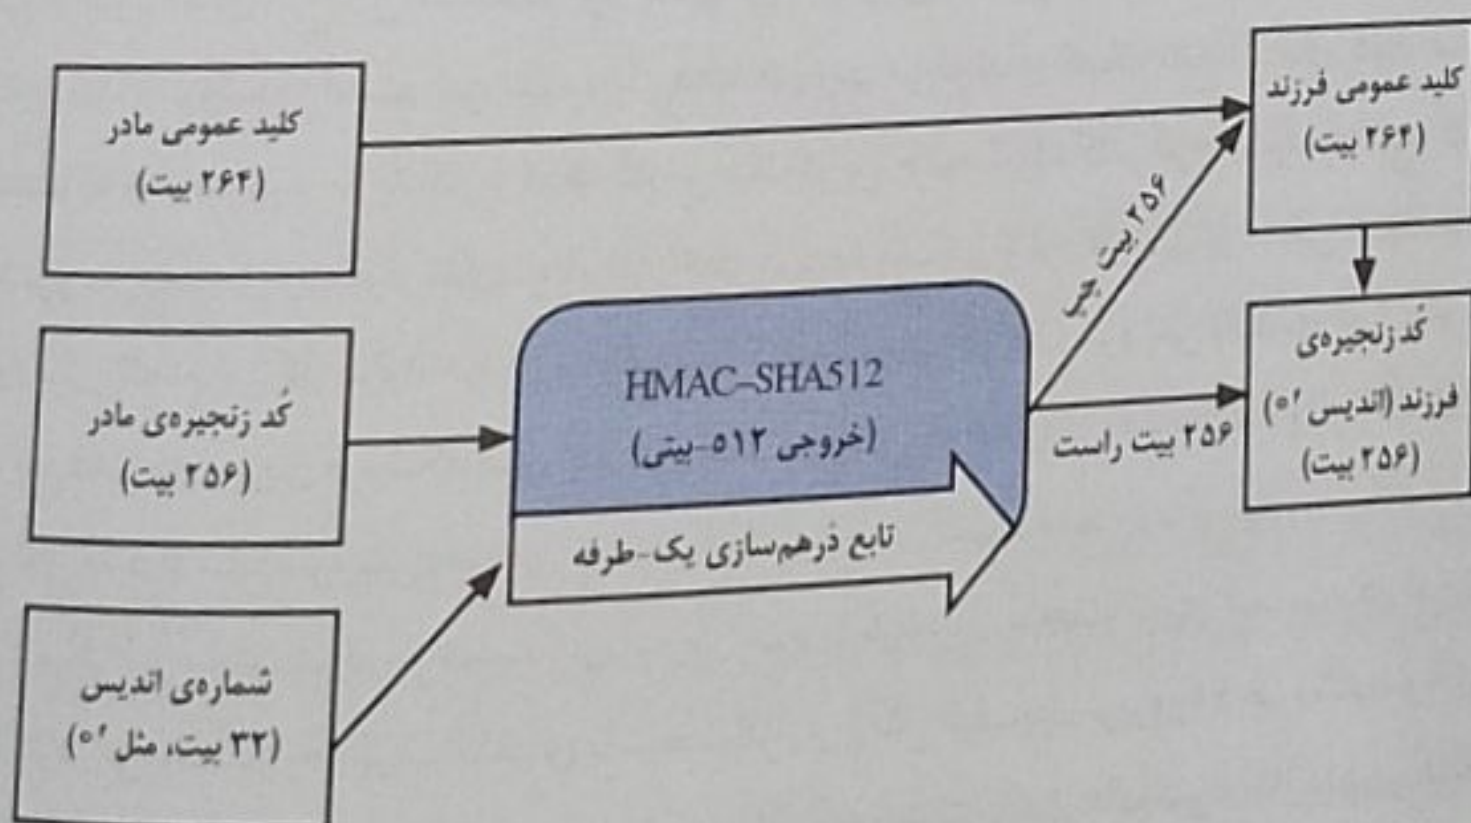 کلید عمومی مادر
(۲۶۴ بیت)
کلید عمومی فرزند
(۲۶۴ بیت)
۲۵۶ بیت چپ
کُد زنجیره‌ی مادر
(۲۵۶ بیت)
HMAC–SHA512
(خروجی ۵۱۲-بیتی)
تابع دَرهم‌سازی یک-طرفه
۲۵۶ بیت راست
کُد زنجیره‌ی
فرزند (اندیس ′۰)
(۲۵۶ بیت)
شماره‌ی اندیس
(۳۲ بیت، مثل ′۰)